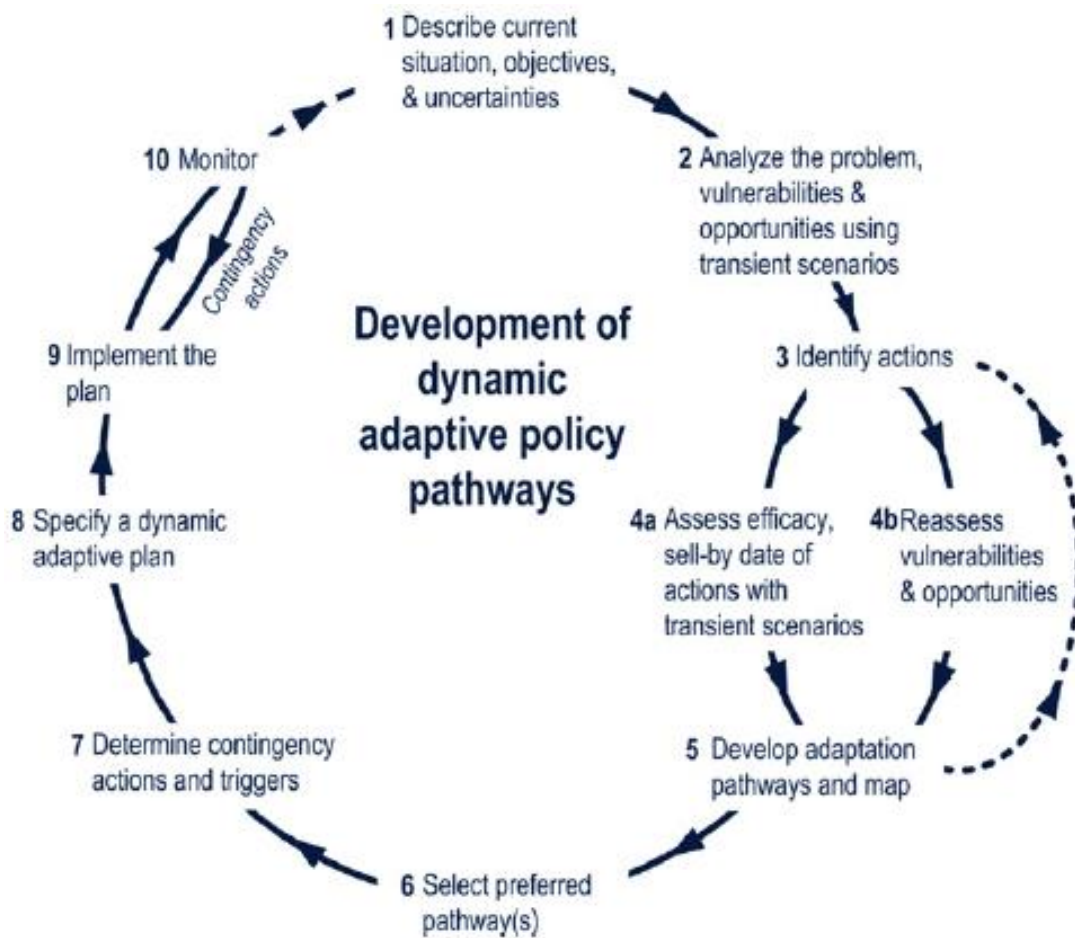 1 Describe current
situation, objectives,
& uncertainties
2 Analyze the problem,
vulnerabilities &
opportunities using
transient scenarios
3 Identify actions
4a Assess efficacy,
sell-by date of
actions with
transient scenarios
4b Reassess
vulnerabilities
& opportunities
5 Develop adaptation
pathways and map
6 Select preferred
pathway(s)
7 Determine contingency
actions and triggers
8 Specify a dynamic
adaptive plan
9 Implement the
plan
10 Monitor
Contingency
actions
Development of
dynamic
adaptive policy
pathways